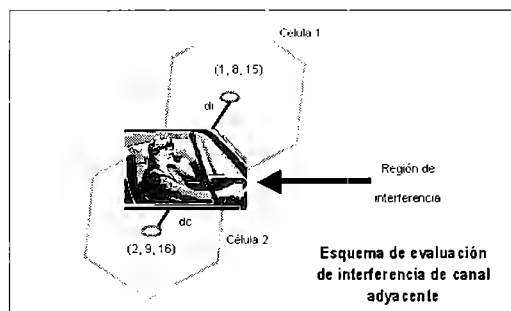 Célula 1
(1, 8, 15)
di
Región de
interferencia
dc
Célula 2
(2, 9, 16)
Esquema de evaluación
de interferencia de canal
adyacente